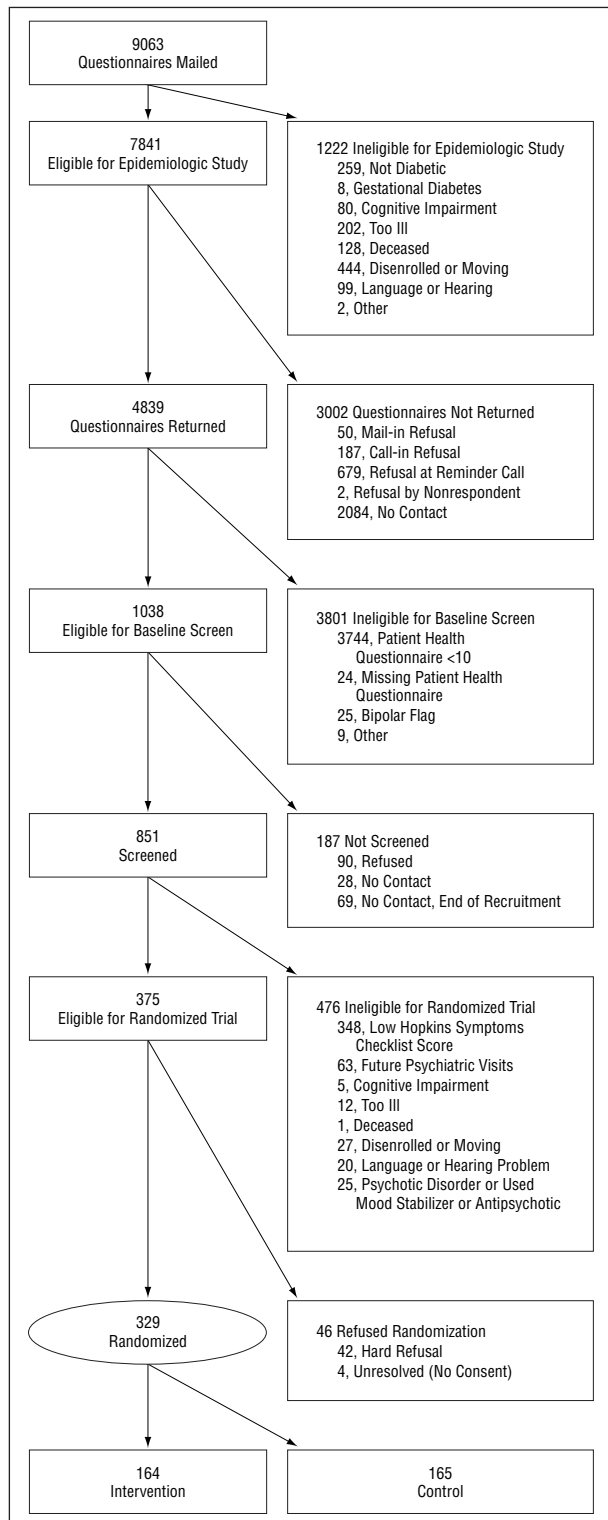 9063
Questionnaires Mailed
7841
Eligible for Epidemiologic Study
1222 Ineligible for Epidemiologic Study
259, Not Diabetic
8, Gestational Diabetes
80, Cognitive Impairment
202, Too Ill
128, Deceased
444, Disenrolled or Moving
99, Language or Hearing
2, Other
4839
Questionnaires Returned
3002 Questionnaires Not Returned
50, Mail-in Refusal
187, Call-in Refusal
679, Refusal at Reminder Call
2, Refusal by Nonrespondent
2084, No Contact
1038
Eligible for Baseline Screen
3801 Ineligible for Baseline Screen
3744, Patient Health
Questionnaire <10
24, Missing Patient Health
Questionnaire
25, Bipolar Flag
9, Other
851
Screened
187 Not Screened
90, Refused
28, No Contact
69, No Contact, End of Recruitment
375
Eligible for Randomized Trial
476 Ineligible for Randomized Trial
348, Low Hopkins Symptoms
Checklist Score
63, Future Psychiatric Visits
5, Cognitive Impairment
12, Too Ill
1, Deceased
27, Disenrolled or Moving
20, Language or Hearing Problem
25, Psychotic Disorder or Used
Mood Stabilizer or Antipsychotic
329
Randomized
46 Refused Randomization
42, Hard Refusal
4, Unresolved (No Consent)
164
Intervention
165
Control